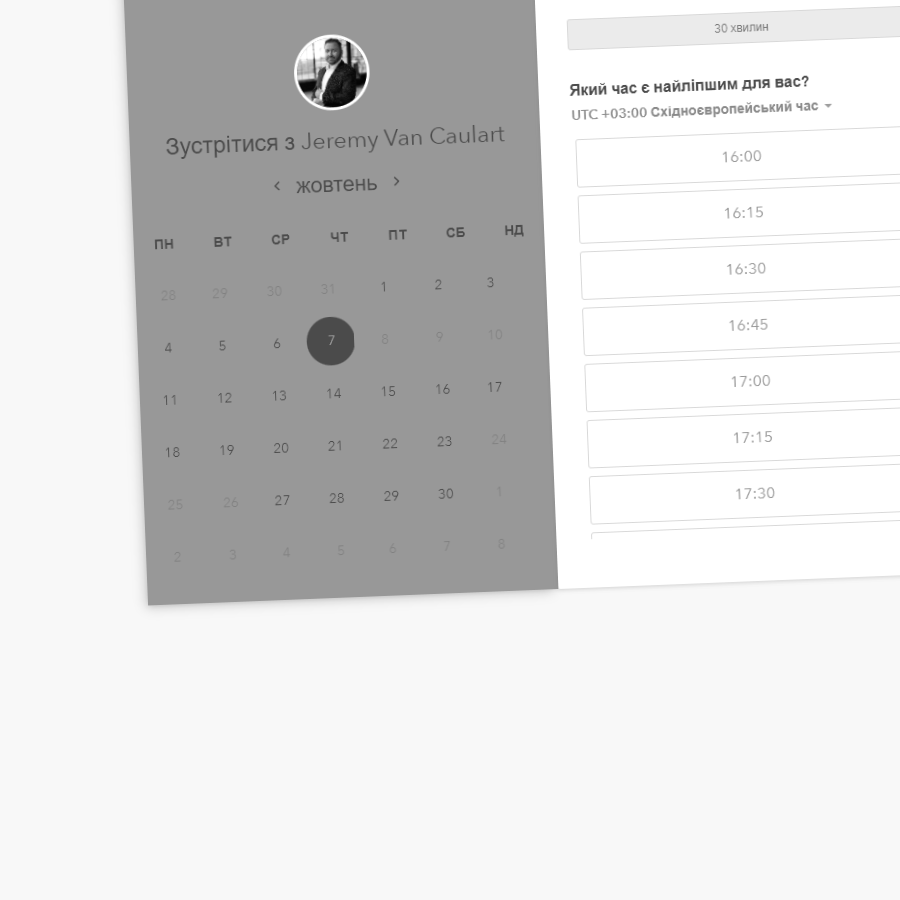 Зустрітися з Jeremy Van Caulart
‹ жовтень ›
ПН ВТ СР ЧТ ПТ СБ НД
28 29 30 31 1 2 3
4 5 6 7 8 9 10
11 12 13 14 15 16 17
18 19 20 21 22 23 24
25 26 27 28 29 30 1
2 3 4 5 6 7 8
30 хвилин
Який час є найліпшим для вас?
UTC +03:00 Східноєвропейський час
16:00
16:15
16:30
16:45
17:00
17:15
17:30